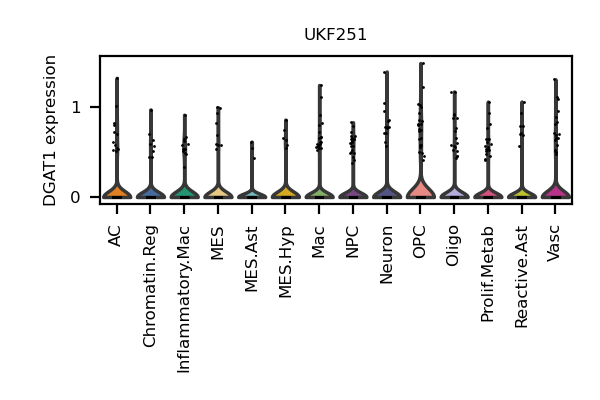 UKF251
DGAT1 expression
1
0
AC
Chromatin.Reg
Inflammatory.Mac
MES
MES.Ast
MES.Hyp
Mac
NPC
Neuron
OPC
Oligo
Prolif.Metab
Reactive.Ast
Vasc